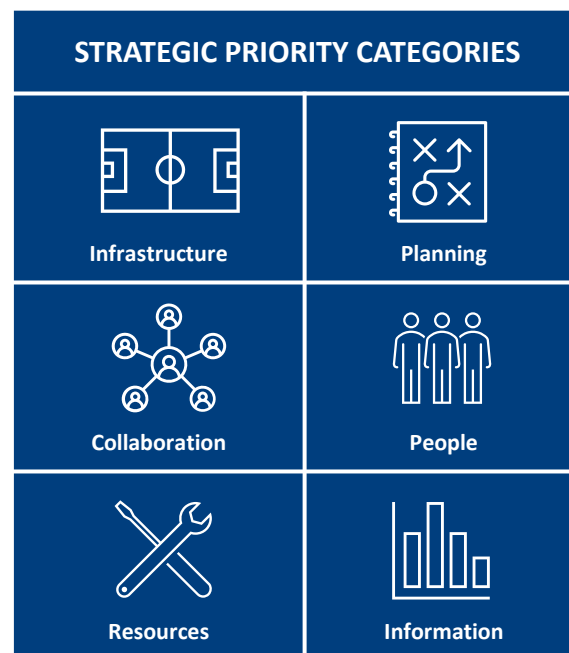 STRATEGIC PRIORITY CATEGORIES
Infrastructure
Planning
Collaboration
People
Resources
Information